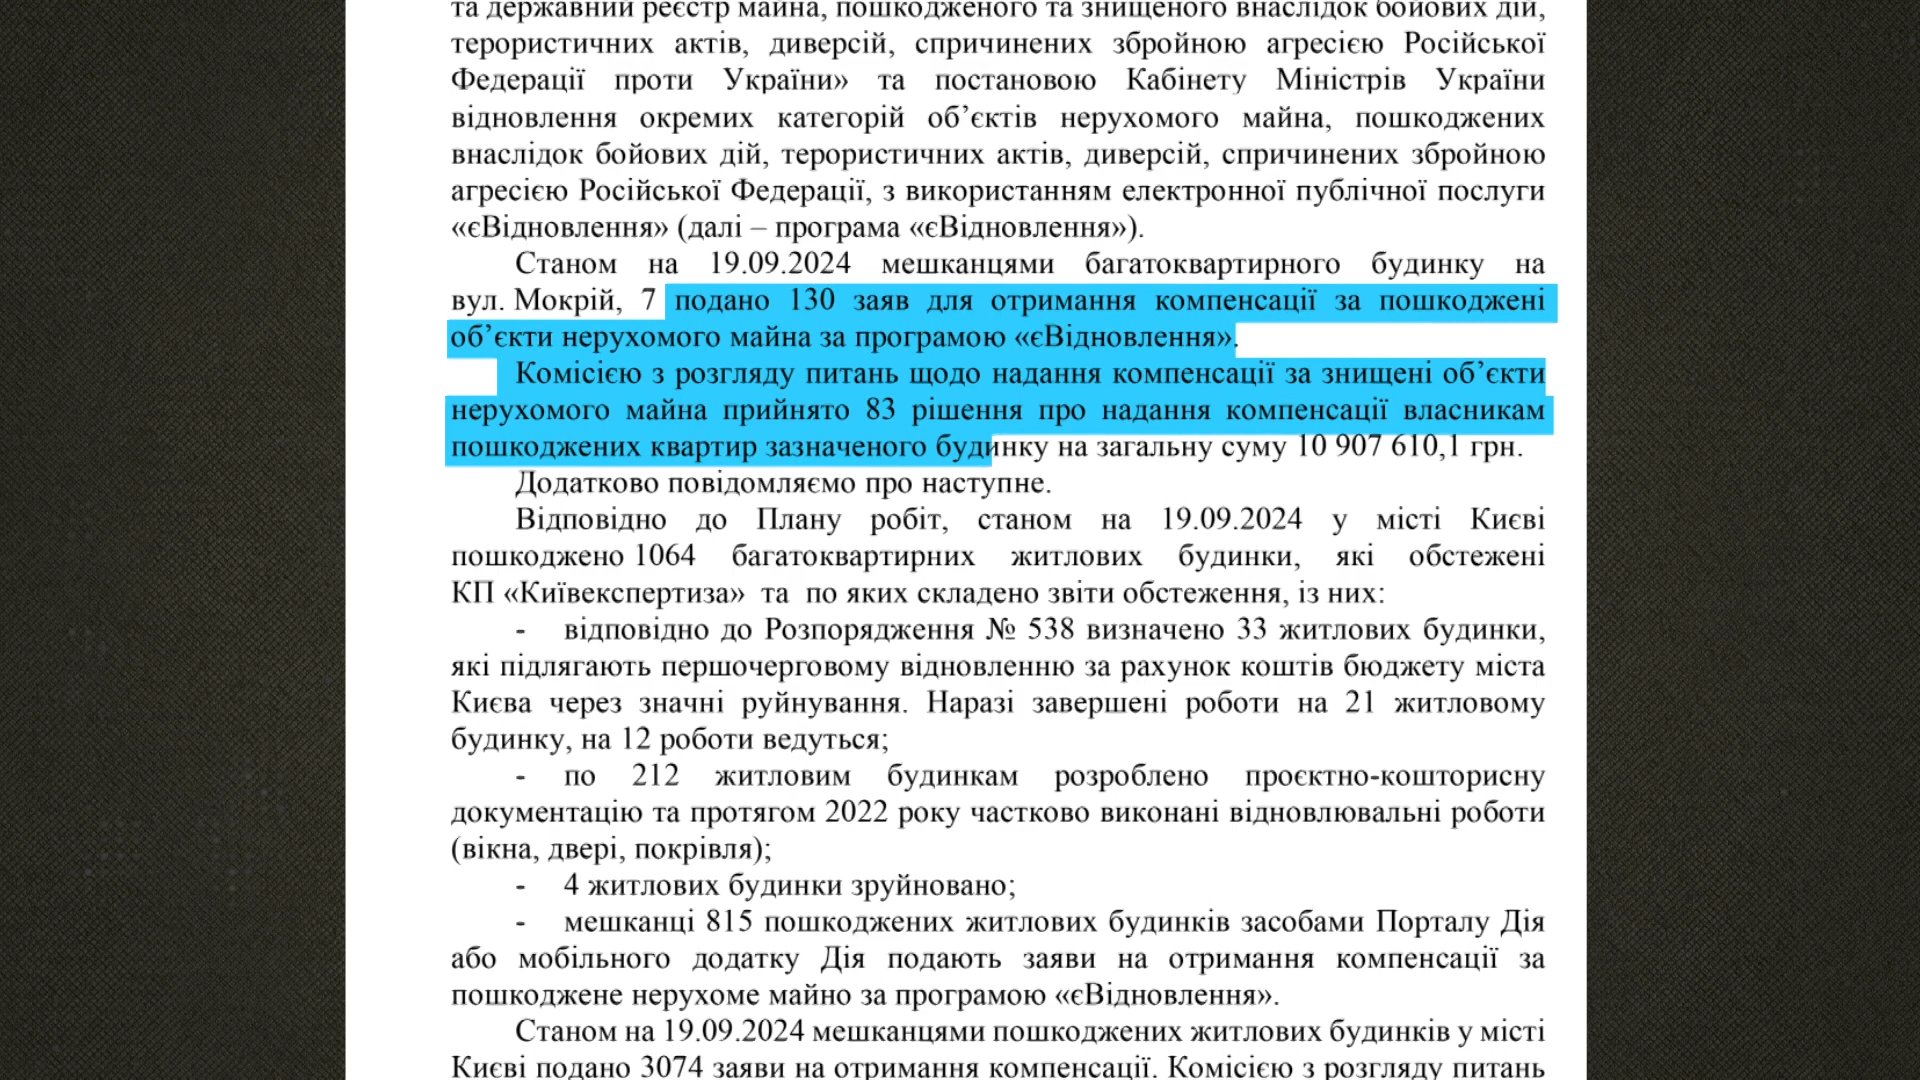 та державний реєстр майна, пошкодженого та знищеного внаслідок бойових дій,
терористичних актів, диверсій, спричинених збройною агресією Російської
Федерації проти України» та постановою Кабінету Міністрів України
відновлення окремих категорій об’єктів нерухомого майна, пошкоджених
внаслідок бойових дій, терористичних актів, диверсій, спричинених збройною
агресією Російської Федерації, з використанням електронної публічної послуги
«єВідновлення» (далі – програма «єВідновлення»).
Станом на 19.09.2024 мешканцями багатоквартирного будинку на
вул. Мокрій, 7 подано 130 заяв для отримання компенсації за пошкоджені
об’єкти нерухомого майна за програмою «єВідновлення».
Комісією з розгляду питань щодо надання компенсації за знищені об’єкти
нерухомого майна прийнято 83 рішення про надання компенсації власникам
пошкоджених квартир зазначеного будинку на загальну суму 10 907 610,1 грн.
Додатково повідомляємо про наступне.
Відповідно до Плану робіт, станом на 19.09.2024 у місті Києві
пошкоджено 1064 багатоквартирних житлових будинки, які обстежені
КП «Київекспертиза» та по яких складено звіти обстеження, із них:
- відповідно до Розпорядження № 538 визначено 33 житлових будинки,
які підлягають першочерговому відновленню за рахунок коштів бюджету міста
Києва через значні руйнування. Наразі завершені роботи на 21 житловому
будинку, на 12 роботи ведуться;
- по 212 житловим будинкам розроблено проєктно-кошторисну
документацію та протягом 2022 року частково виконані відновлювальні роботи
(вікна, двері, покрівля);
- 4 житлових будинки зруйновано;
- мешканці 815 пошкоджених житлових будинків засобами Порталу Дія
або мобільного додатку Дія подають заяви на отримання компенсації за
пошкоджене нерухоме майно за програмою «єВідновлення».
Станом на 19.09.2024 мешканцями пошкоджених житлових будинків у місті
Києві подано 3074 заяви на отримання компенсації. Комісією з розгляду питань